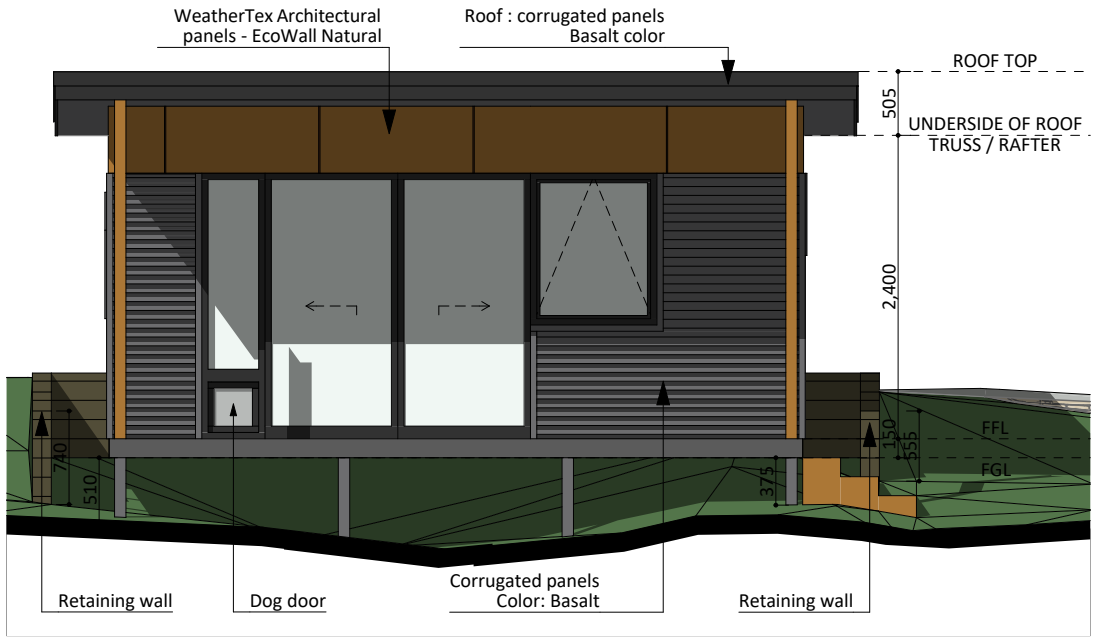 WeatherTex Architectural
panels - EcoWall Natural
Roof : corrugated panels
Basalt color
ROOF TOP
505
UNDERSIDE OF ROOF
TRUSS / RAFTER
2,400
FFL
150
555
FGL
740
510
375
Retaining wall
Dog door
Corrugated panels
Color: Basalt
Retaining wall